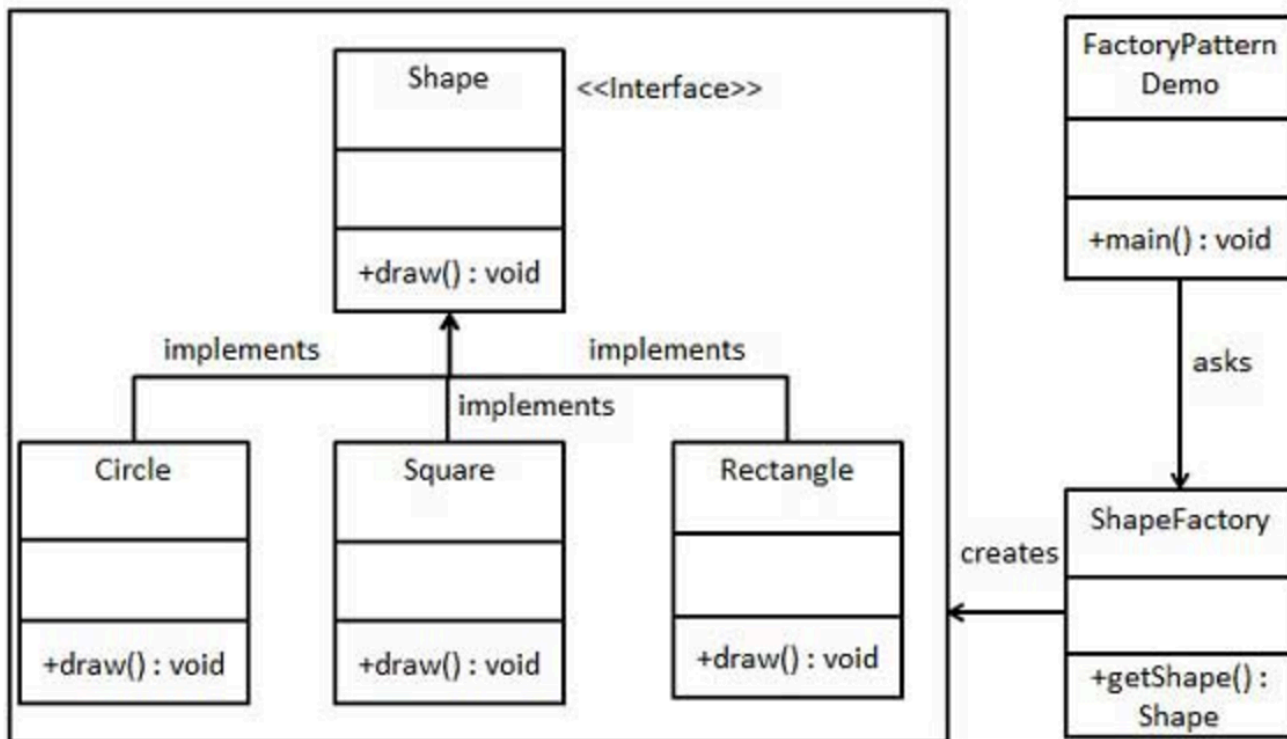 Shape
<<Interface>>
+draw() : void
implements
implements
implements
Circle
+draw() : void
Square
+draw() : void
Rectangle
+draw() : void
FactoryPattern
Demo
+main() : void
asks
ShapeFactory
+getShape() :
Shape
creates